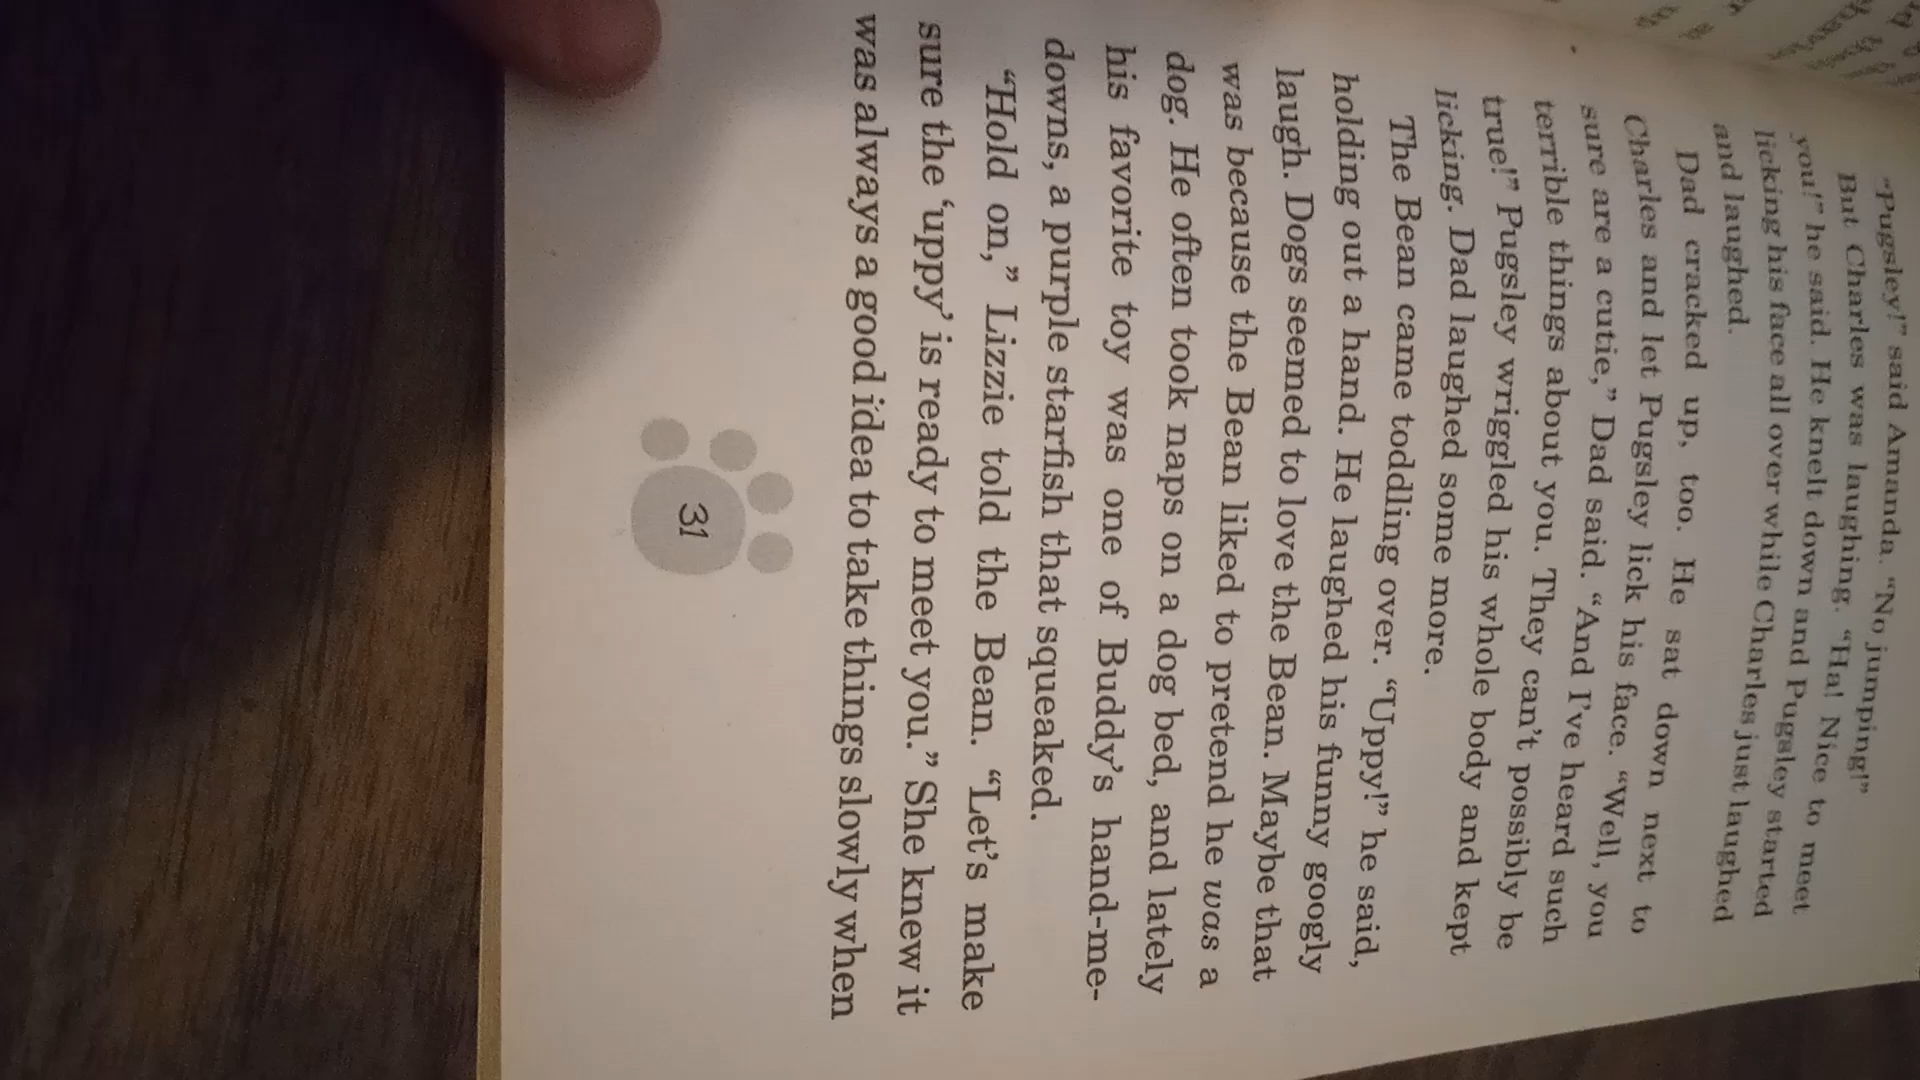 "Pugsley!" said Amanda. "No jumping!"
But Charles was laughing. "Ha! Nice to meet
you!" he said. He knelt down and Pugsley started
licking his face all over while Charles just laughed
and laughed.
Dad cracked up, too. He sat down next to
Charles and let Pugsley lick his face. "Well, you
sure are a cutie," Dad said. "And I've heard such
terrible things about you. They can't possibly be
true!" Pugsley wriggled his whole body and kept
licking. Dad laughed some more.
The Bean came toddling over. "Uppy!" he said,
holding out a hand. He laughed his funny googly
laugh. Dogs seemed to love the Bean. Maybe that
was because the Bean liked to pretend he was a
dog. He often took naps on a dog bed, and lately
his favorite toy was one of Buddy's hand-me-
downs, a purple starfish that squeaked.
"Hold on," Lizzie told the Bean. "Let's make
sure the 'uppy' is ready to meet you." She knew it
was always a good idea to take things slowly when
31